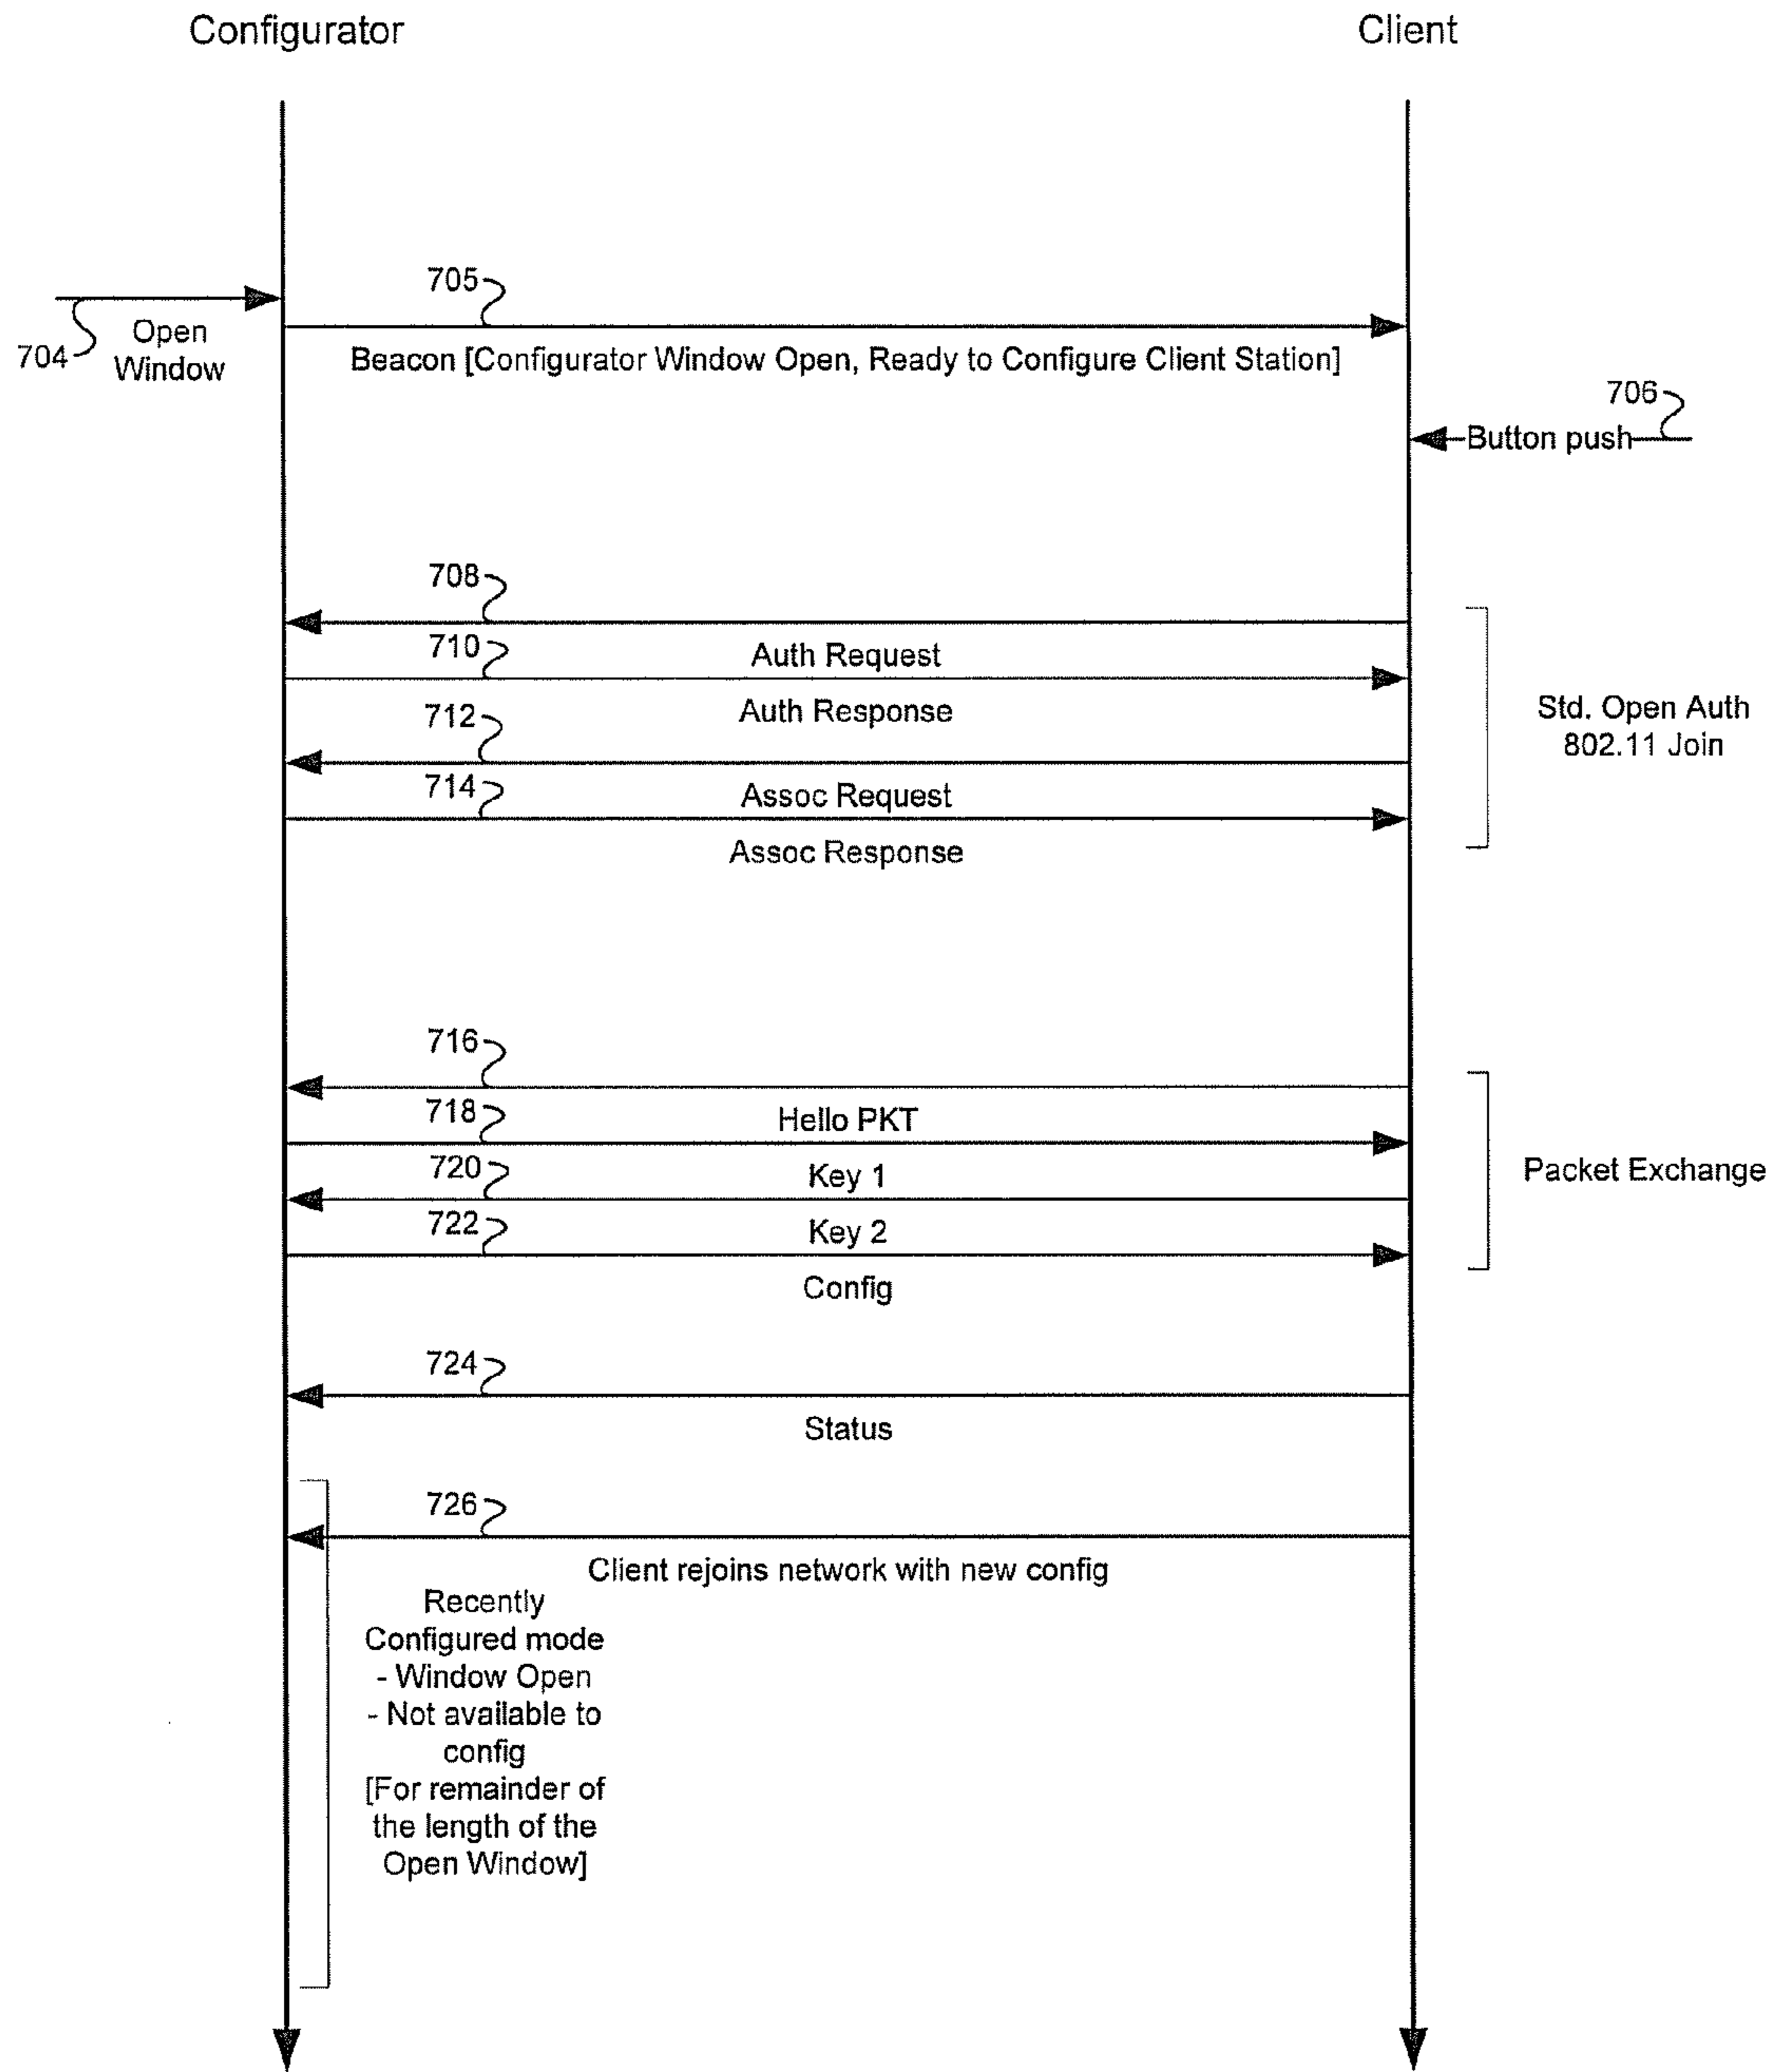 Configurator
Client
705
704
Open
Window
Beacon [Configurator Window Open, Ready to Configure Client Station]
706
Button push
708
710
Auth Request
712
Auth Response
714
Assoc Request
Assoc Response
Std. Open Auth
802.11 Join
716
718
Hello PKT
720
Key 1
722
Key 2
Config
Packet Exchange
724
Status
726
Client rejoins network with new config
Recently
Configured mode
- Window Open
- Not available to
config
[For remainder of
the length of the
Open Window]